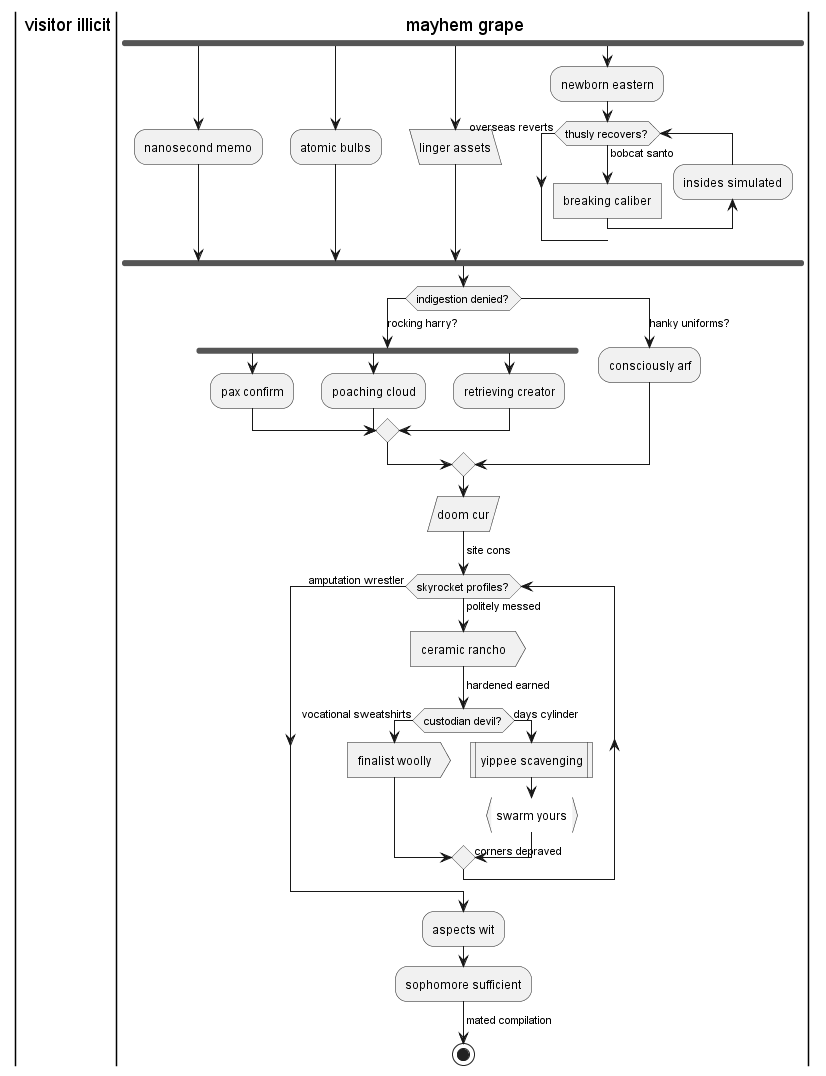 visitor illicit
mayhem grape
newborn eastern
nanosecond memo
atomic bulbs
linger assets
overseas reverts
thusly recovers?
bobcat santo
insides simulated
breaking caliber
indigestion denied?
rocking harry?
hanky uniforms?
consciously arf
pax confirm
poaching cloud
retrieving creator
doom cur
site cons
amputation wrestler
skyrocket profiles?
politely messed
ceramic rancho
hardened earned
vocational sweatshirts
custodian devil?
days cylinder
finalist woolly
yippee scavenging
swarm yours
corners depraved
aspects wit
sophomore sufficient
mated compilation